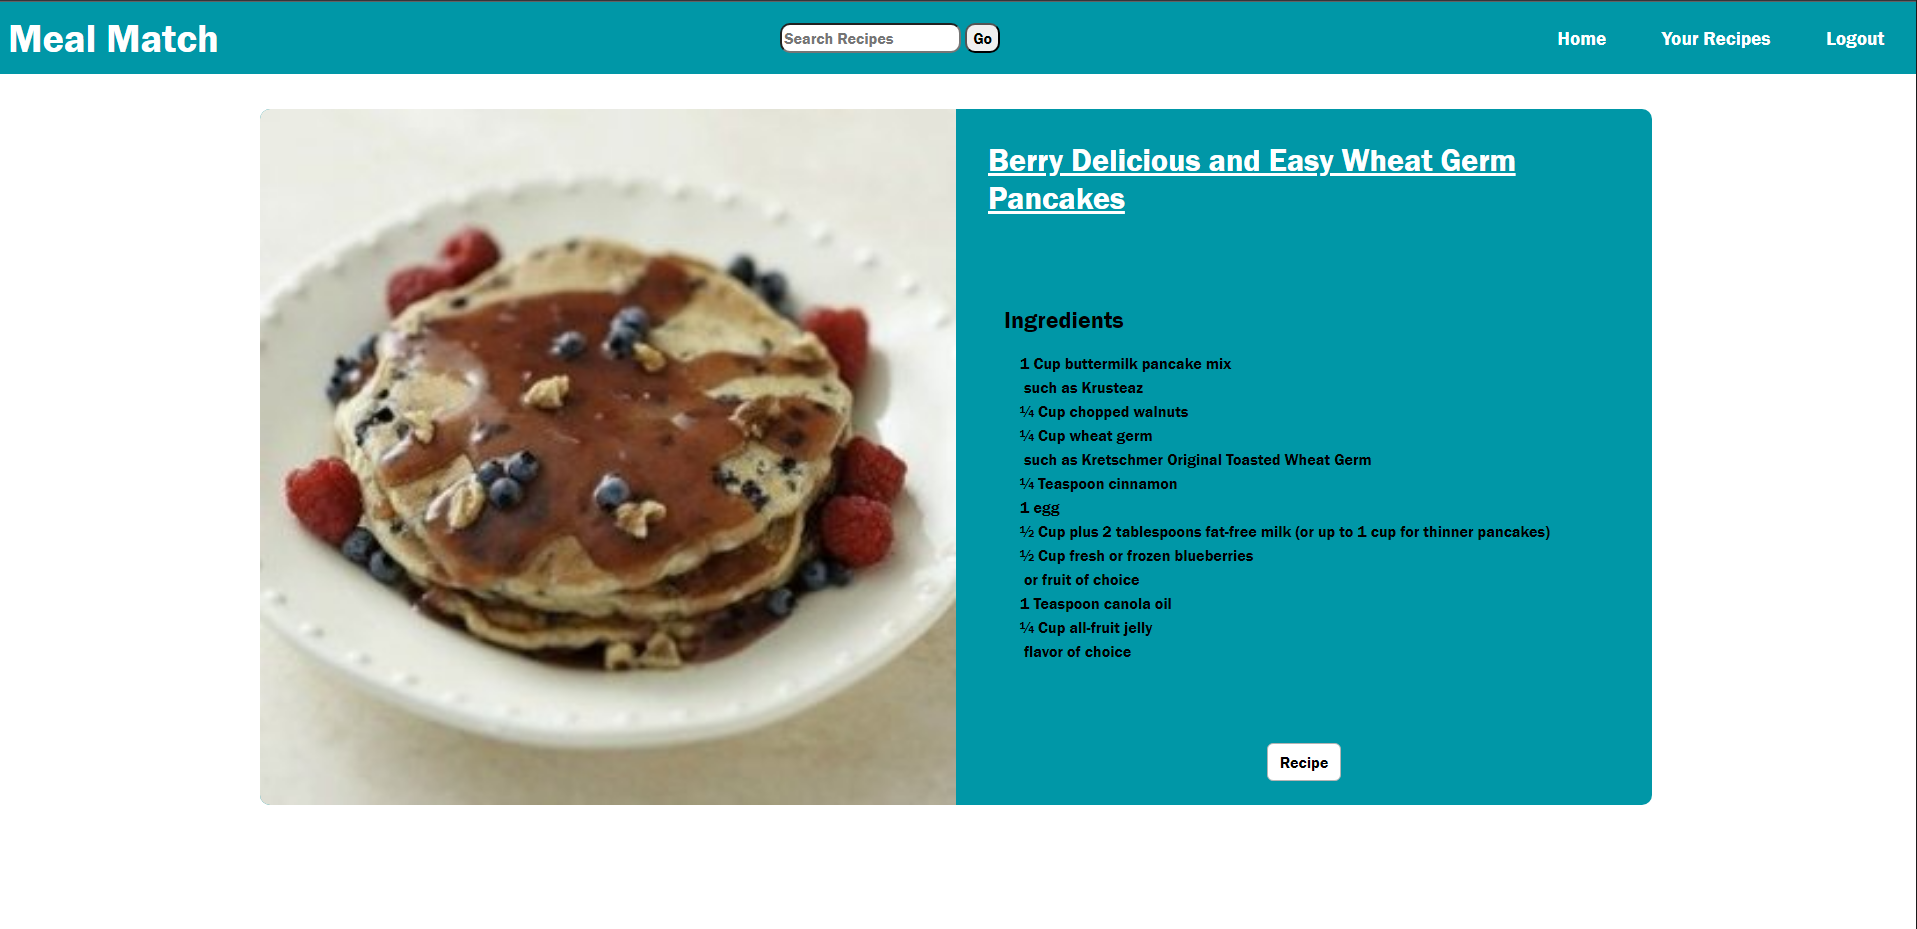 Meal Match
Search Recipes
Go
Home
Your Recipes
Logout
Berry Delicious and Easy Wheat Germ
Pancakes
Ingredients
1 Cup buttermilk pancake mix
such as Krusteaz
¼ Cup chopped walnuts
¼ Cup wheat germ
such as Kretschmer Original Toasted Wheat Germ
¼ Teaspoon cinnamon
1 egg
½ Cup plus 2 tablespoons fat-free milk (or up to 1 cup for thinner pancakes)
½ Cup fresh or frozen blueberries
or fruit of choice
1 Teaspoon canola oil
¼ Cup all-fruit jelly
flavor of choice
Recipe